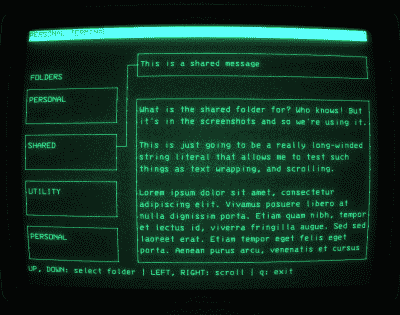 PERSONAL TERMINAL
This is a shared message
FOLDERS
PERSONAL
SHARED
UTILITY
PERSONAL
What is the shared folder for? Who knows! But
it's in the screenshots and so we're using it.
This is just going to be a really long-winded
string literal that allows me to test such
things as text wrapping, and scrolling.
Lorem ipsum dolor sit amet, consectetur
adipiscing elit. Vivamus posuere libero at
nulla dignissim porta. Etiam quam nibh, tempor
et lectus id, viverra fringilla augue. Sed sed
laoreet erat. Etiam tempor eget felis eget
porta. Aenean purus arcu, venenatis et cursus
UP, DOWN: select folder | LEFT, RIGHT: scroll | q: exit